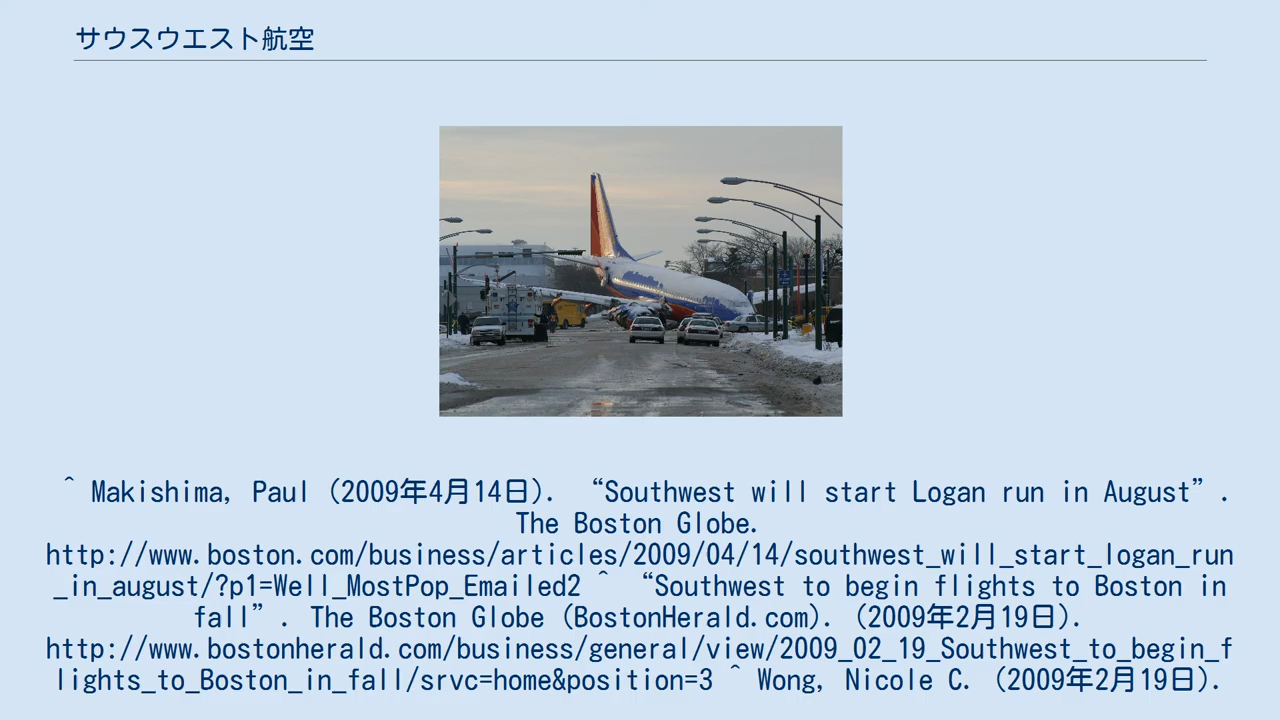 サウスウエスト航空
^ Makishima, Paul (2009年4月14日). “Southwest will start Logan run in August”.
The Boston Globe.
http://www.boston.com/business/articles/2009/04/14/southwest_will_start_logan_run
_in_august/?p1=Well_MostPop_Emailed2 ^ “Southwest to begin flights to Boston in
fall”. The Boston Globe (BostonHerald.com). (2009年2月19日).
http://www.bostonherald.com/business/general/view/2009_02_19_Southwest_to_begin_f
lights_to_Boston_in_fall/srvc=home&position=3 ^ Wong, Nicole C. (2009年2月19日).